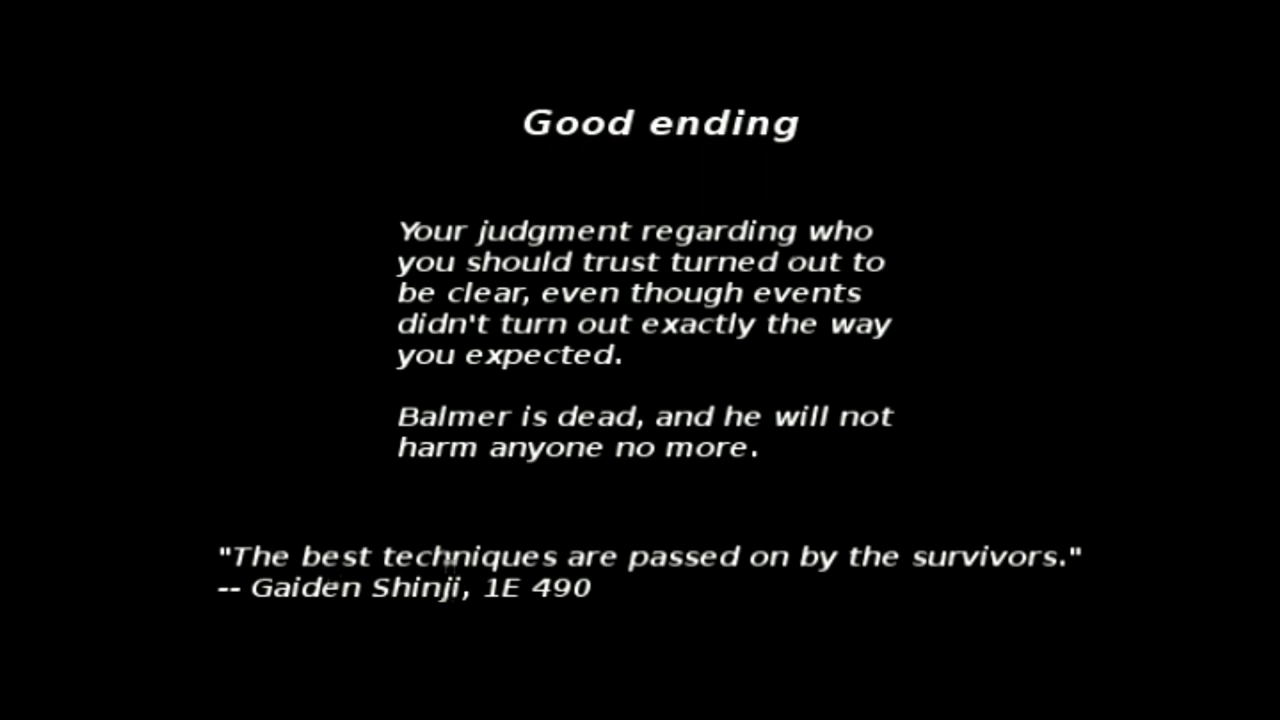 Good ending
Your judgment regarding who
you should trust turned out to
be clear, even though events
didn't turn out exactly the way
you expected.
Balmer is dead, and he will not
harm anyone no more.
"The best techniques are passed on by the survivors."
-- Gaiden Shinji, 1E 490